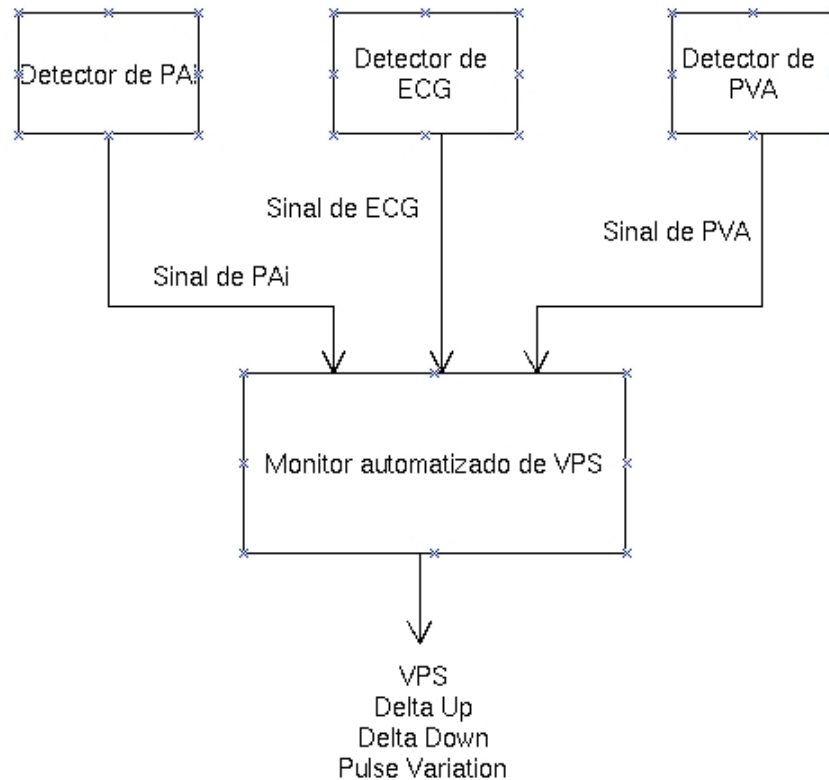 Detector de PAi
Detector de
ECG
Detector de
PVA
Sinal de ECG
Sinal de PVA
Sinal de PAi
Monitor automatizado de VPS
VPS
Delta Up
Delta Down
Pulse Variation